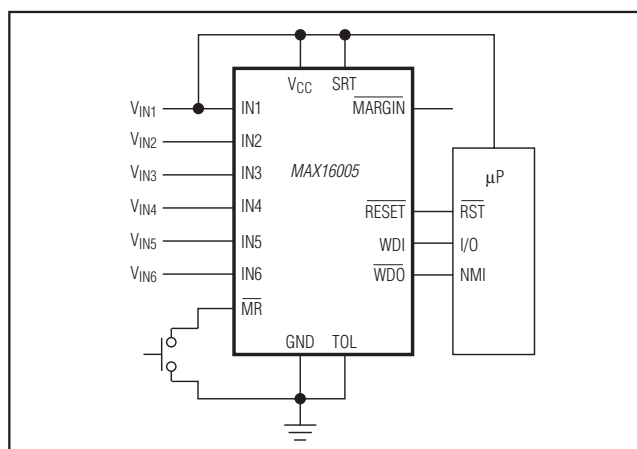 V_CC SRT
V_IN1 IN1 MARGIN
V_IN2 IN2
V_IN3 IN3 MAX16005 μP
V_IN4 IN4 RESET RST
V_IN5 IN5 WDI I/O
V_IN6 IN6 WDO NMI
MR
GND TOL